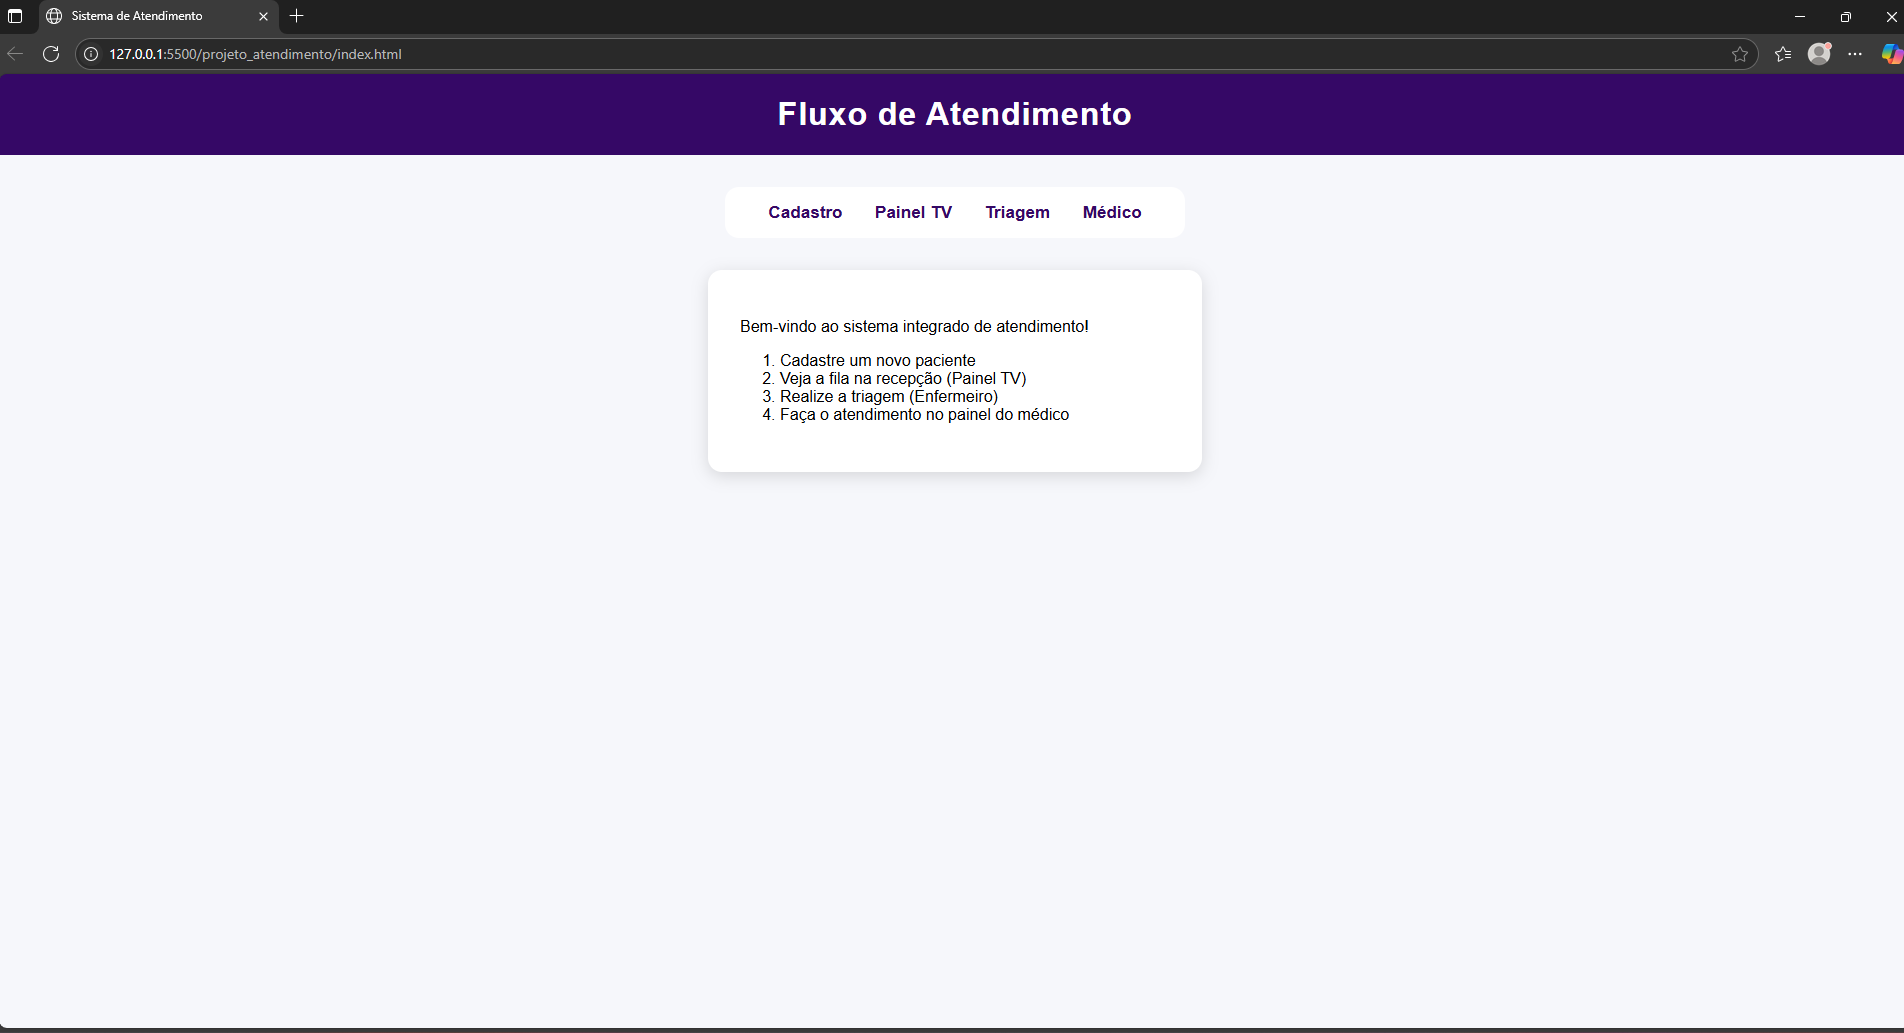 Sistema de Atendimento
127.0.0.1:5500/projeto_atendimento/index.html
Fluxo de Atendimento
Cadastro Painel TV Triagem Médico
Bem-vindo ao sistema integrado de atendimento!
1. Cadastre um novo paciente
2. Veja a fila na recepção (Painel TV)
3. Realize a triagem (Enfermeiro)
4. Faça o atendimento no painel do médico